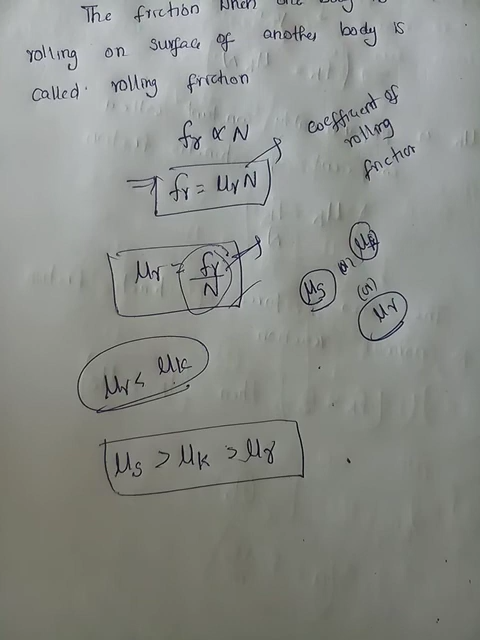 The friction when one body is
rolling on surface of another body is
called rolling friction
fr ∝ N
coefficient of
rolling
friction
⇒ fr = μrN
μr = fr/N
μs (or) μk
(or)
μr
μr < μk
μs > μk > μr